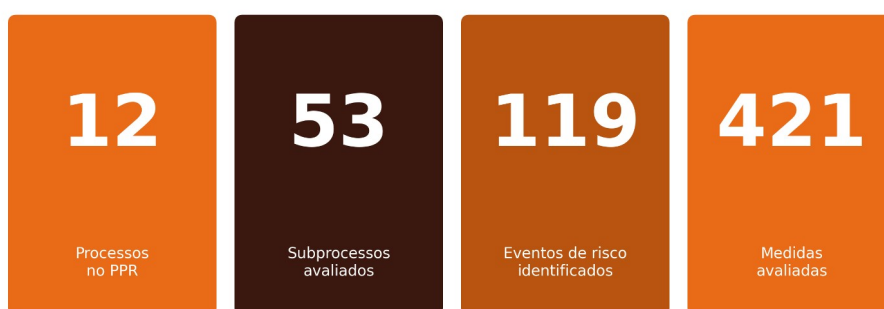 12
Processos
no PPR
53
Subprocessos
avaliados
119
Eventos de risco
identificados
421
Medidas
avaliadas